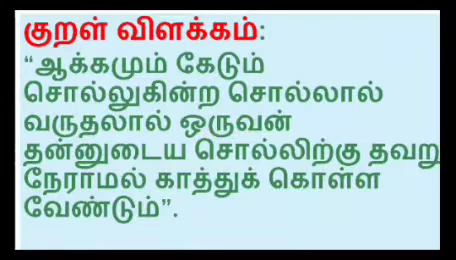 குறள் விளக்கம்:
“ஆக்கமும் கேடும்
சொல்லுகின்ற சொல்லால்
வருதலால் ஒருவன்
தன்னுடைய சொல்லிற்கு தவறு
நேராமல் காத்துக் கொள்ள
வேண்டும்”.